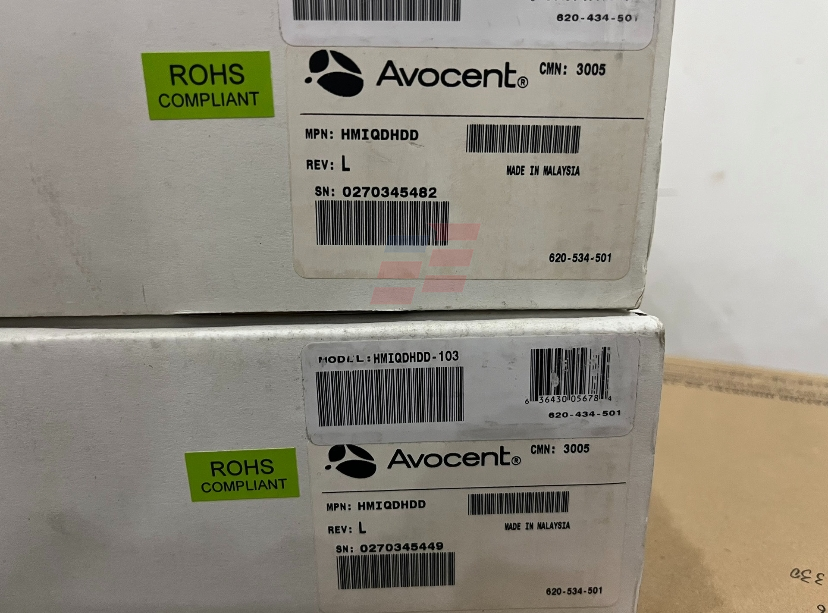 620-434-501
ROHS
COMPLIANT
Avocent®
CMN: 3005
MPN: HMIQDHDD
REV: L
MADE IN MALAYSIA
SN: 0270345482
620-534-501
MODEL: HMIQDHDD-103
6 36430 05678 4
620-434-501
ROHS
COMPLIANT
Avocent®
CMN: 3005
MPN: HMIQDHDD
REV: L
MADE IN MALAYSIA
SN: 0270345449
620-534-501